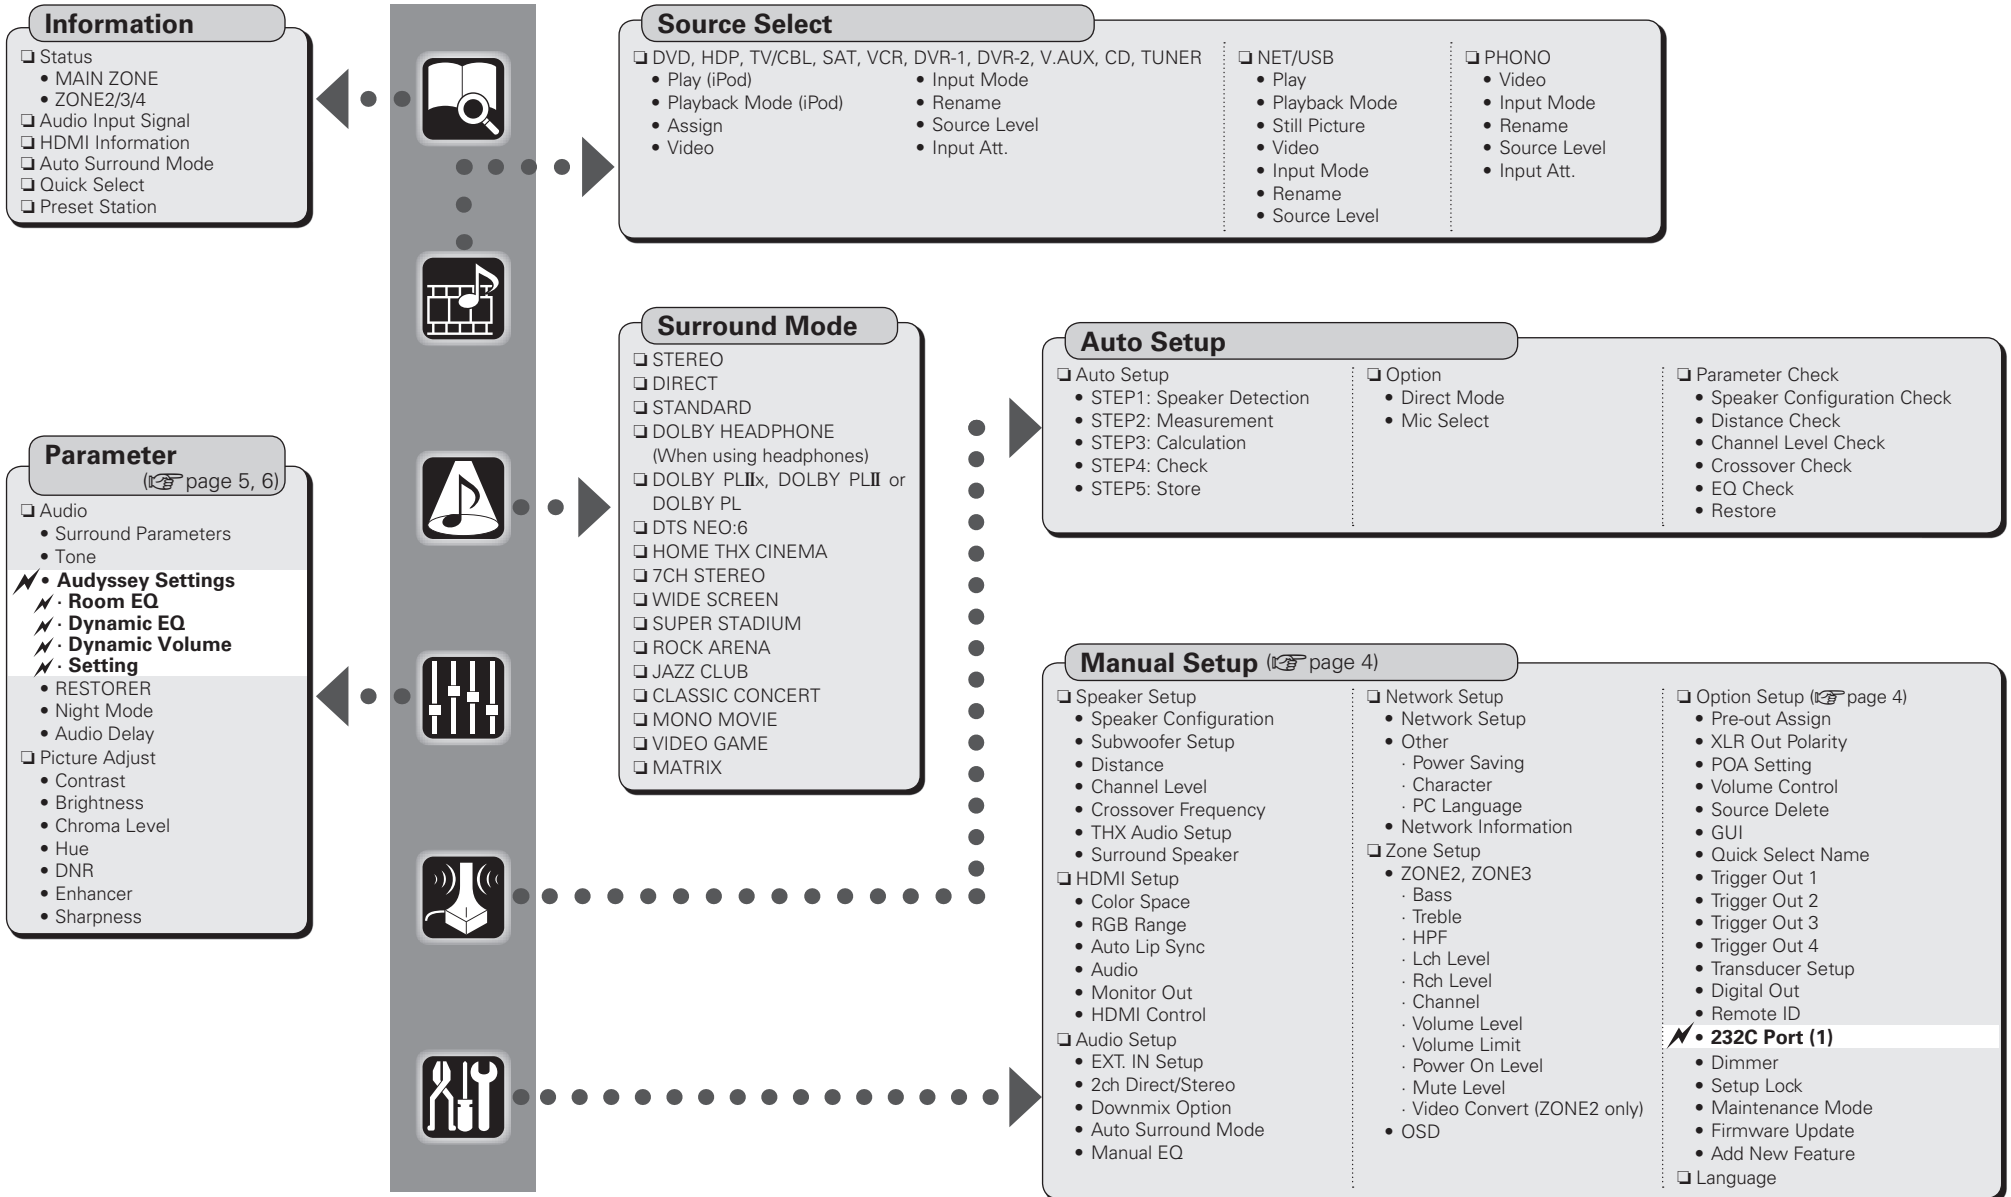 Information
❏ Status
• MAIN ZONE
• ZONE2/3/4
❏ Audio Input Signal
❏ HDMI Information
❏ Auto Surround Mode
❏ Quick Select
❏ Preset Station
Source Select
❏ DVD, HDP, TV/CBL, SAT, VCR, DVR-1, DVR-2, V.AUX, CD, TUNER
• Play (iPod)
• Playback Mode (iPod)
• Assign
• Video
• Input Mode
• Rename
• Source Level
• Input Att.
❏ NET/USB
• Play
• Playback Mode
• Still Picture
• Video
• Input Mode
• Rename
• Source Level
❏ PHONO
• Video
• Input Mode
• Rename
• Source Level
• Input Att.
Surround Mode
❏ STEREO
❏ DIRECT
❏ STANDARD
❏ DOLBY HEADPHONE
(When using headphones)
❏ DOLBY PLIIx, DOLBY PLII or
DOLBY PL
❏ DTS NEO:6
❏ HOME THX CINEMA
❏ 7CH STEREO
❏ WIDE SCREEN
❏ SUPER STADIUM
❏ ROCK ARENA
❏ JAZZ CLUB
❏ CLASSIC CONCERT
❏ MONO MOVIE
❏ VIDEO GAME
❏ MATRIX
Auto Setup
❏ Auto Setup
• STEP1: Speaker Detection
• STEP2: Measurement
• STEP3: Calculation
• STEP4: Check
• STEP5: Store
❏ Option
• Direct Mode
• Mic Select
❏ Parameter Check
• Speaker Configuration Check
• Distance Check
• Channel Level Check
• Crossover Check
• EQ Check
• Restore
Parameter
(☞ page 5, 6)
❏ Audio
• Surround Parameters
• Tone
• Audyssey Settings
· Room EQ
· Dynamic EQ
· Dynamic Volume
· Setting
• RESTORER
• Night Mode
• Audio Delay
❏ Picture Adjust
• Contrast
• Brightness
• Chroma Level
• Hue
• DNR
• Enhancer
• Sharpness
Manual Setup (☞ page 4)
❏ Speaker Setup
• Speaker Configuration
• Subwoofer Setup
• Distance
• Channel Level
• Crossover Frequency
• THX Audio Setup
• Surround Speaker
❏ HDMI Setup
• Color Space
• RGB Range
• Auto Lip Sync
• Audio
• Monitor Out
• HDMI Control
❏ Audio Setup
• EXT. IN Setup
• 2ch Direct/Stereo
• Downmix Option
• Auto Surround Mode
• Manual EQ
❏ Network Setup
• Network Setup
• Other
· Power Saving
· Character
· PC Language
• Network Information
❏ Zone Setup
• ZONE2, ZONE3
· Bass
· Treble
· HPF
· Lch Level
· Rch Level
· Channel
· Volume Level
· Volume Limit
· Power On Level
· Mute Level
· Video Convert (ZONE2 only)
• OSD
❏ Option Setup (☞ page 4)
• Pre-out Assign
• XLR Out Polarity
• POA Setting
• Volume Control
• Source Delete
• GUI
• Quick Select Name
• Trigger Out 1
• Trigger Out 2
• Trigger Out 3
• Trigger Out 4
• Transducer Setup
• Digital Out
• Remote ID
• 232C Port (1)
• Dimmer
• Setup Lock
• Maintenance Mode
• Firmware Update
• Add New Feature
❏ Language